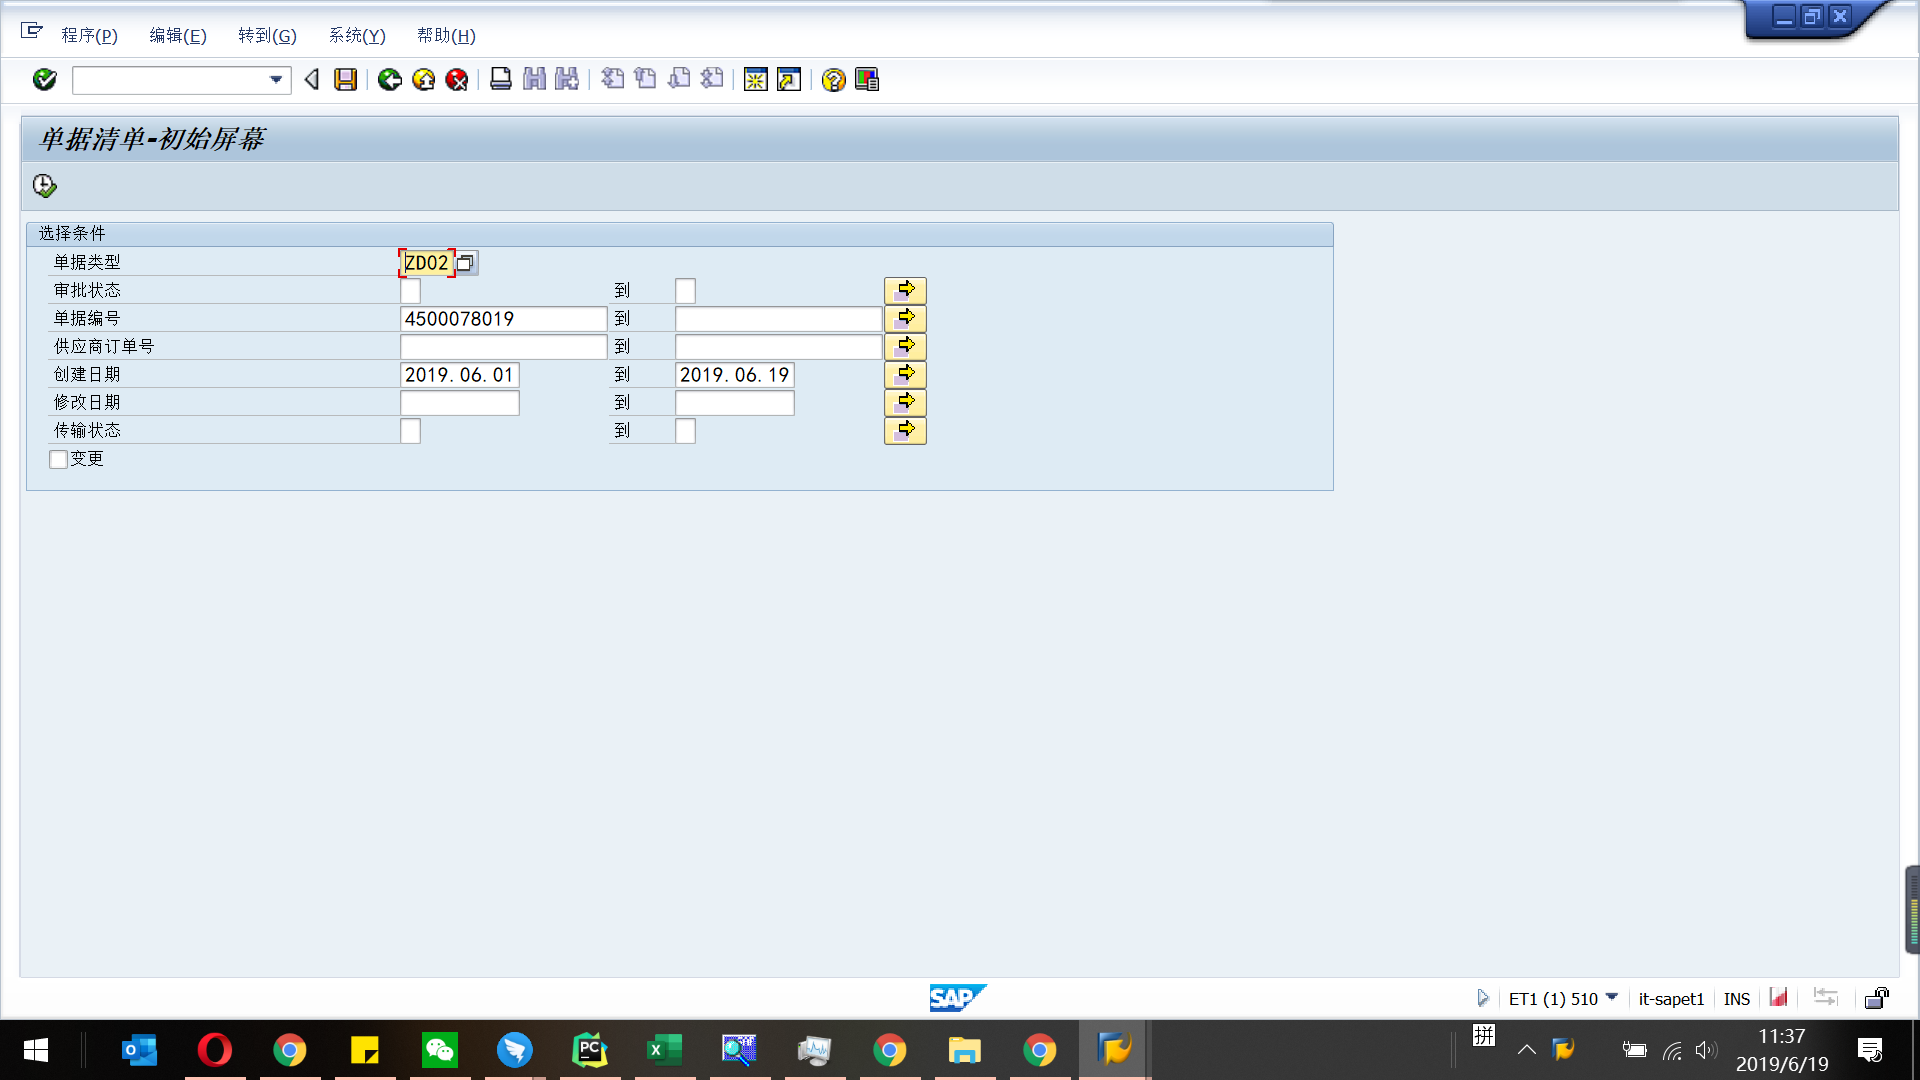 程序(P) 编辑(E) 转到(G) 系统(Y) 帮助(H)
单据清单-初始屏幕
选择条件
单据类型 ZD02
审批状态 到
单据编号 4500078019 到
供应商订单号 到
创建日期 2019.06.01 到 2019.06.19
修改日期 到
传输状态 到
变更
SAP ET1 (1) 510 it-sapet1 INS
拼
11:37
2019/6/19